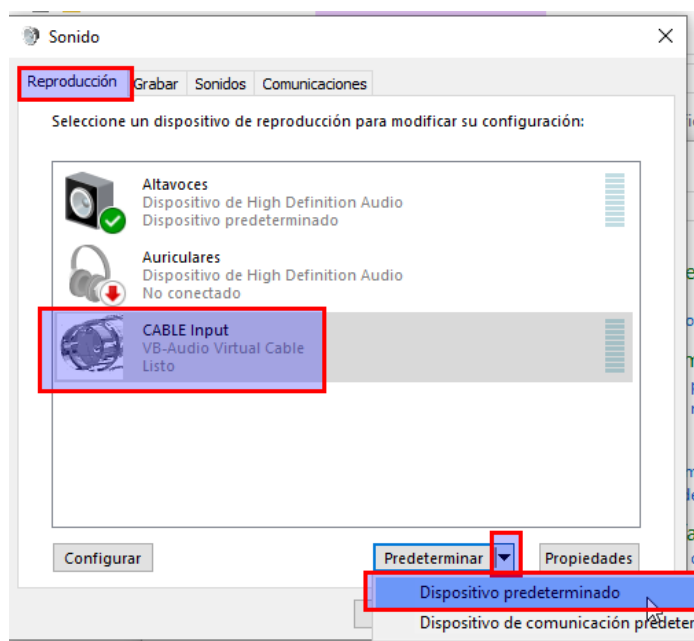 Sonido
Reproducción Grabar Sonidos Comunicaciones
Seleccione un dispositivo de reproducción para modificar su configuración:
Altavoces
Dispositivo de High Definition Audio
Dispositivo predeterminado
Auriculares
Dispositivo de High Definition Audio
No conectado
CABLE Input
VB-Audio Virtual Cable
Listo
Configurar Predeterminar Propiedades
Dispositivo predeterminado
Dispositivo de comunicación predeter